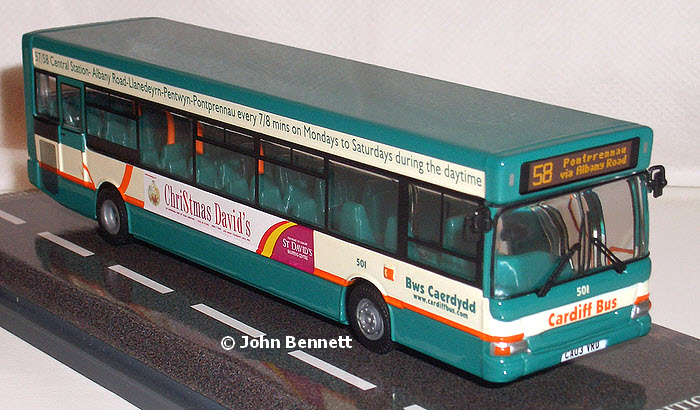 57/58 Central Station- Albany Road-Llanedeyrn-Pentwyn-Pontprennau every 7/8 mins on Mondays to Saturdays during the daytime
58
Pontprennau
via Albany Road
ChriStmas David's
ST DAVID'S
501
Bws Caerdydd
www.cardiffbus.com
501
Cardiff Bus
© John Bennett